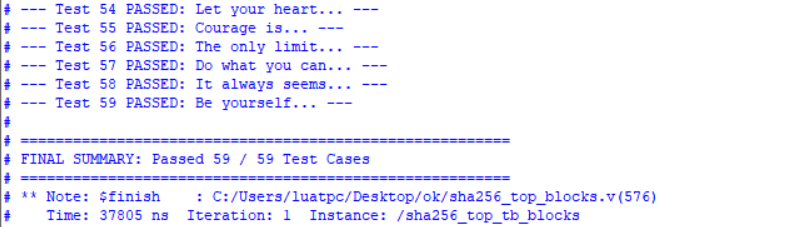 # --- Test 54 PASSED: Let your heart... ---
# --- Test 55 PASSED: Courage is... ---
# --- Test 56 PASSED: The only limit... ---
# --- Test 57 PASSED: Do what you can... ---
# --- Test 58 PASSED: It always seems... ---
# --- Test 59 PASSED: Be yourself... ---
#
# =======================================================
# FINAL SUMMARY: Passed 59 / 59 Test Cases
# =======================================================
# ** Note: $finish    : C:/Users/luatpc/Desktop/ok/sha256_top_blocks.v(576)
#    Time: 37805 ns  Iteration: 1  Instance: /sha256_top_tb_blocks